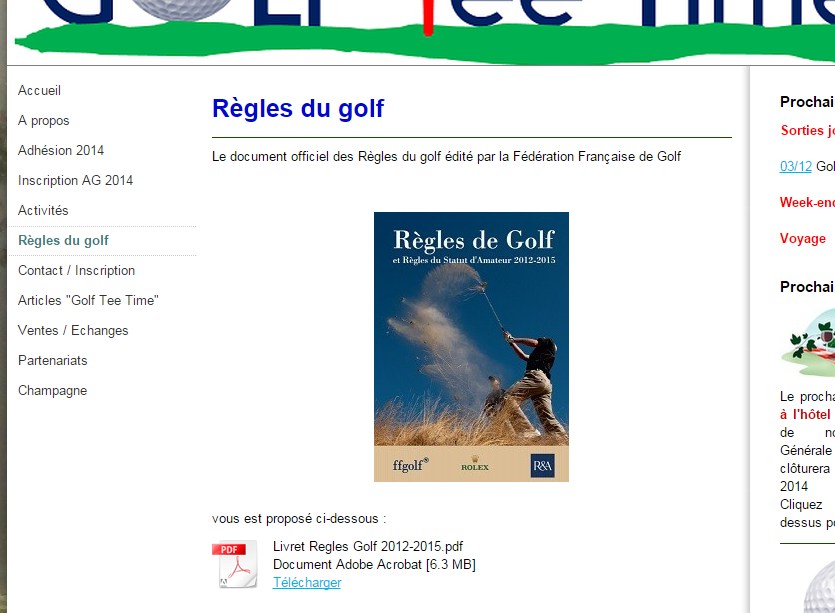 GOLF Tee Time
Accueil
A propos
Adhésion 2014
Inscription AG 2014
Activités
Règles du golf
Contact / Inscription
Articles "Golf Tee Time"
Ventes / Echanges
Partenariats
Champagne
Règles du golf
Le document officiel des Règles du golf édité par la Fédération Française de Golf
Règles de Golf
et Règles du Statut d'Amateur 2012-2015
ffgolf®
ROLEX
R&A
vous est proposé ci-dessous :
PDF
Livret Regles Golf 2012-2015.pdf
Document Adobe Acrobat [6.3 MB]
Télécharger
Prochai
Sorties jo
03/12 Gol
Week-end
Voyage
Prochai
Le procha
à l'hôtel
de no
Générale
clôturera
2014
Cliquez
dessus po